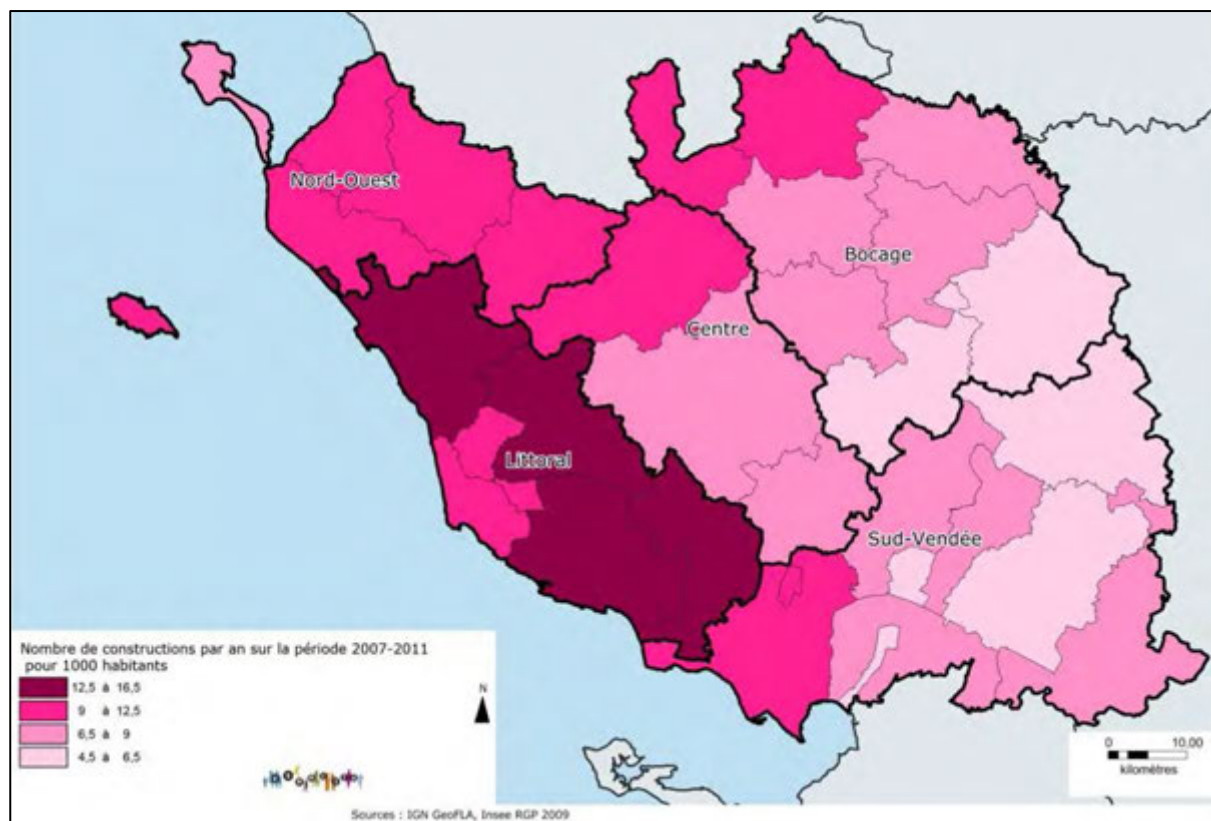 Nord-Ouest
Bocage
Centre
Littoral
Sud-Vendée
Nombre de constructions par an sur la période 2007-2011
pour 1000 habitants
12,5 à 16,5
9 à 12,5
6,5 à 9
4,5 à 6,5
N
0 10,00
kilomètres
Sources : IGN GeoFLA, Insee RGP 2009